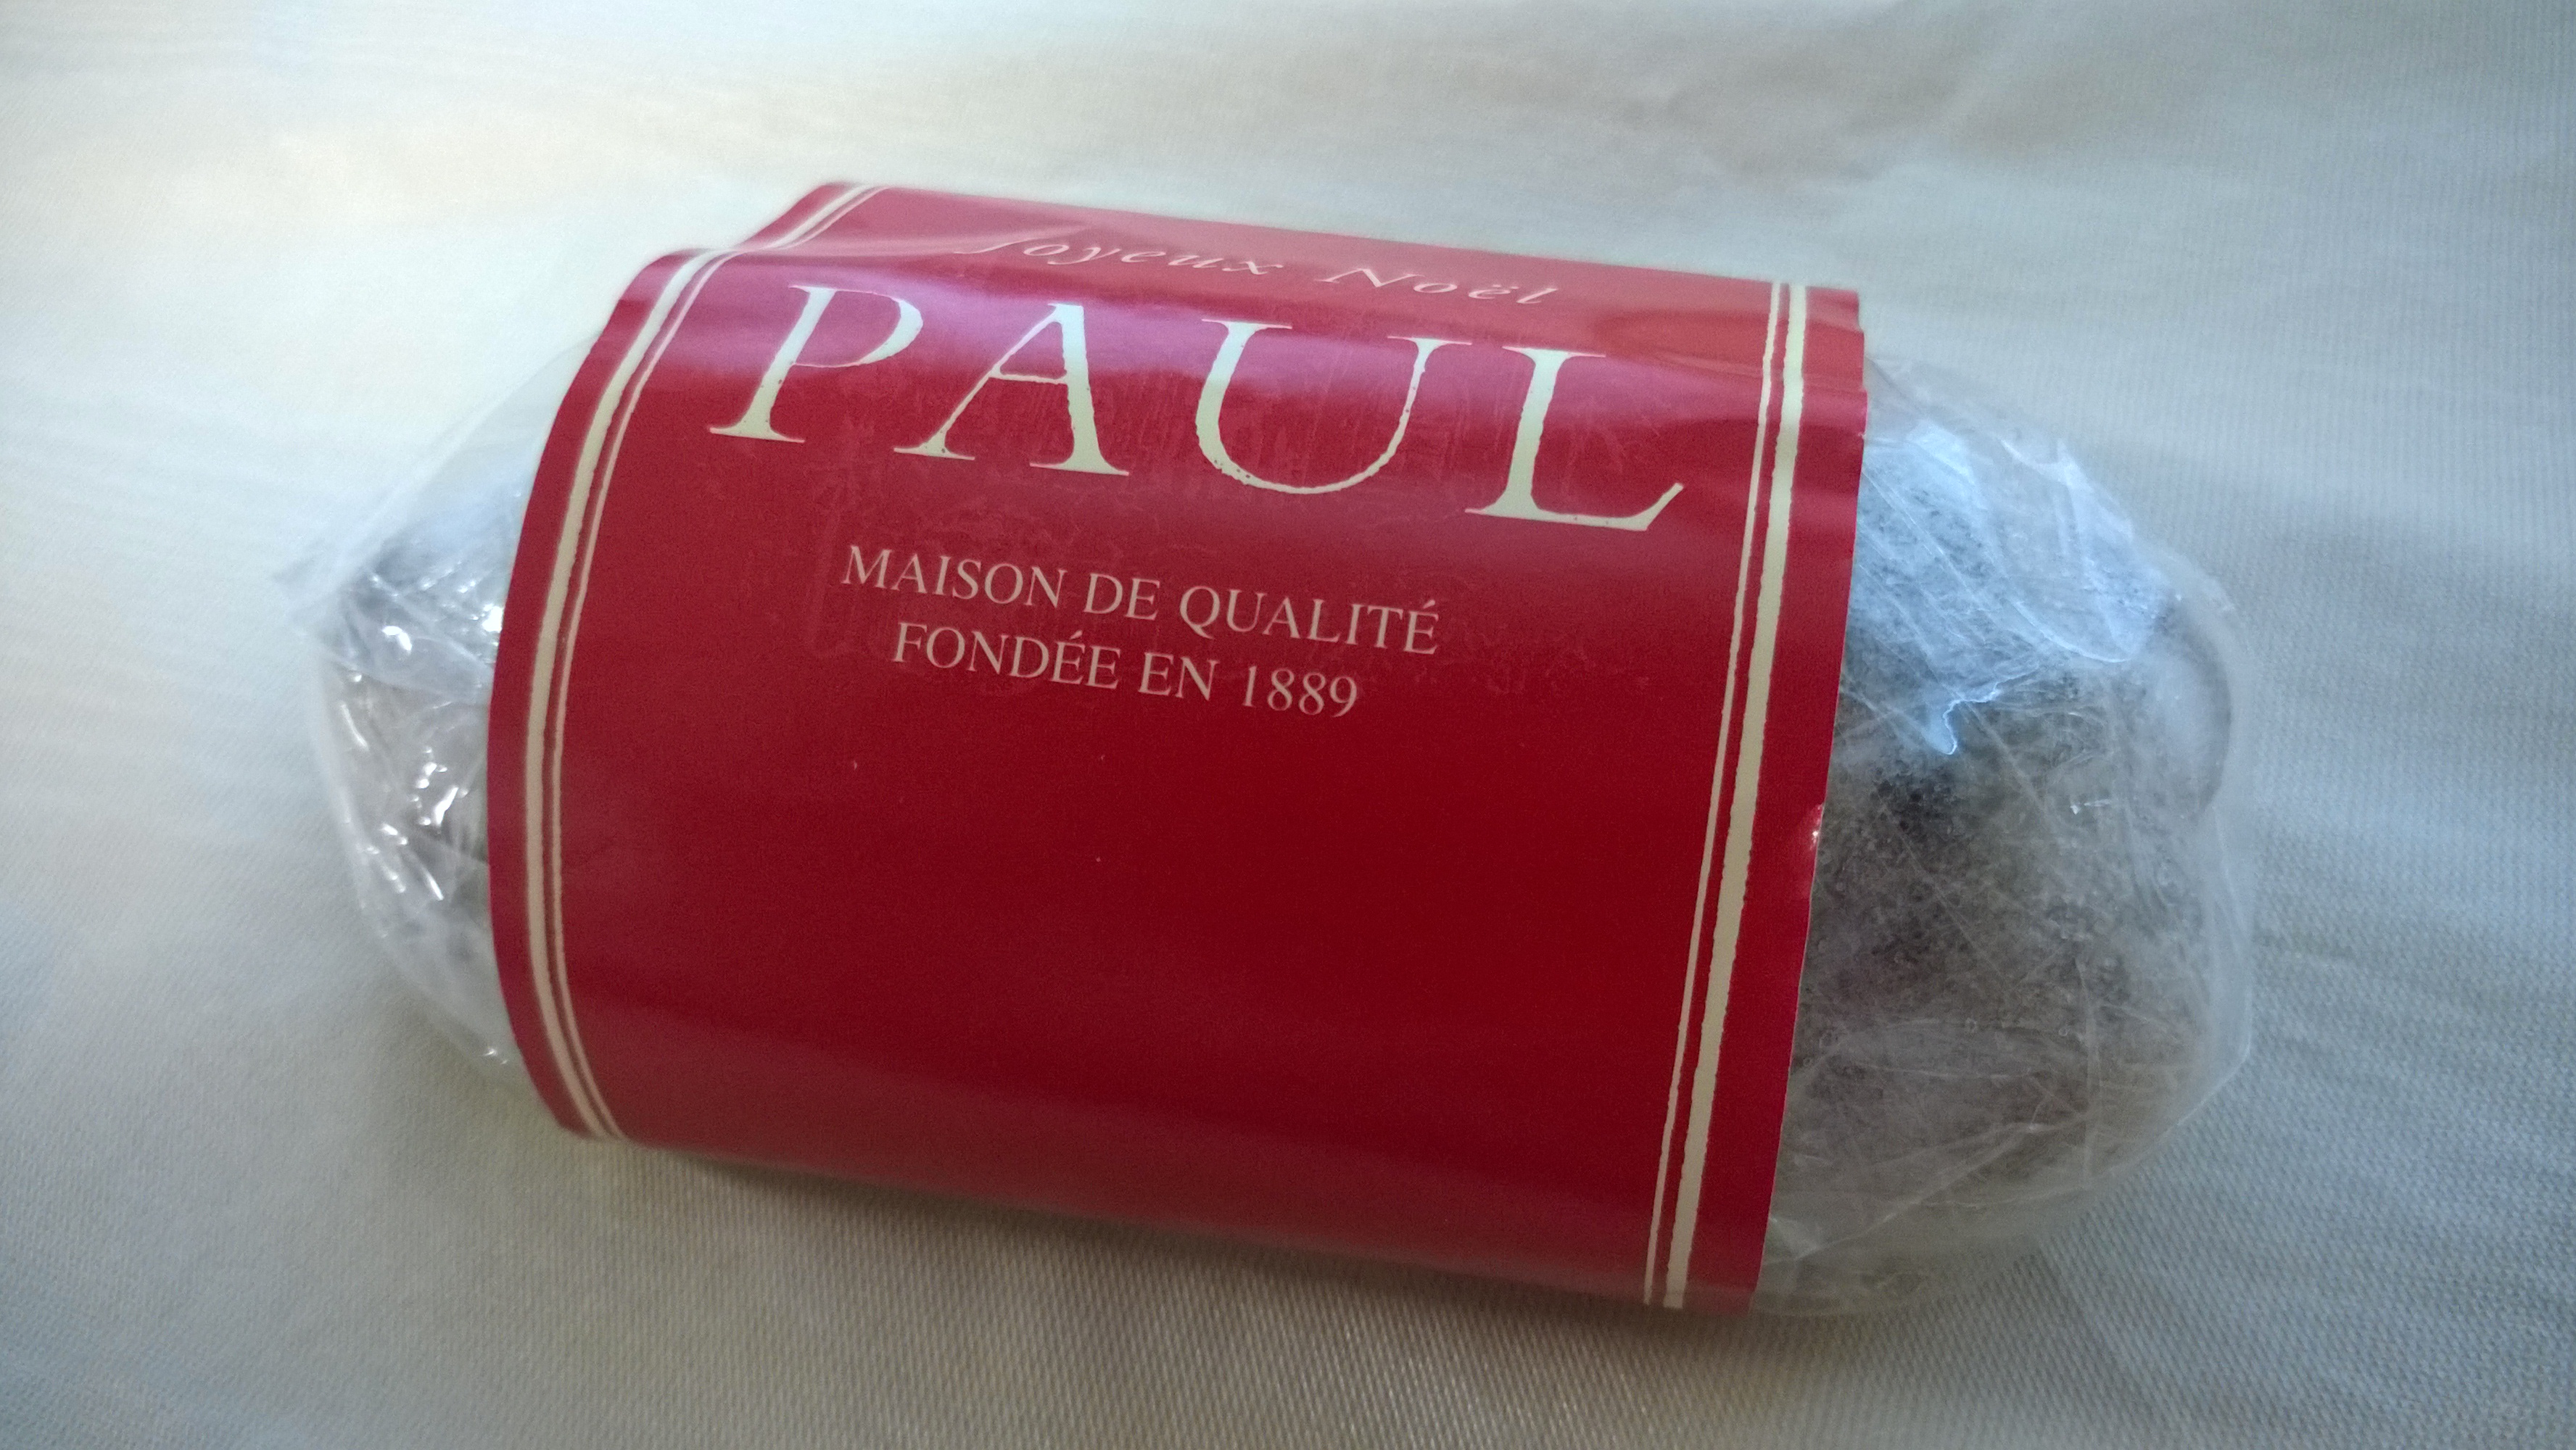 Joyeux Noël
PAUL
MAISON DE QUALITÉ
FONDÉE EN 1889